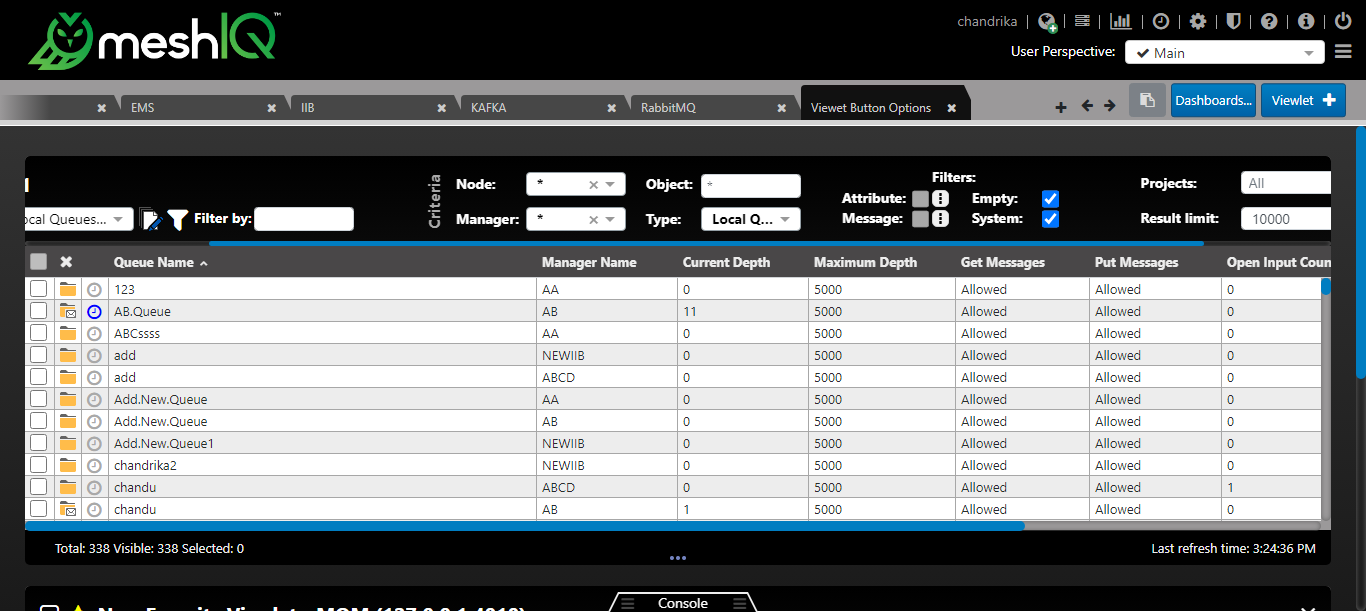 meshIQ™
chandrika
User Perspective: Main
EMS IIB KAFKA RabbitMQ Viewet Button Options Dashboards... Viewlet
Criteria
Node: * Object: * Filters: Projects: All
Attribute: Empty:
ocal Queues... Filter by: Manager: * Type: Local Q... Message: System: Result limit: 10000
Queue Name Manager Name Current Depth Maximum Depth Get Messages Put Messages Open Input Coun
123 AA 0 5000 Allowed Allowed 0
AB.Queue AB 11 5000 Allowed Allowed 0
ABCssss AA 0 5000 Allowed Allowed 0
add NEWIIB 0 5000 Allowed Allowed 0
add ABCD 0 5000 Allowed Allowed 0
Add.New.Queue AA 0 5000 Allowed Allowed 0
Add.New.Queue AB 0 5000 Allowed Allowed 0
Add.New.Queue1 NEWIIB 0 5000 Allowed Allowed 0
chandrika2 NEWIIB 0 5000 Allowed Allowed 0
chandu ABCD 0 5000 Allowed Allowed 1
chandu AB 1 5000 Allowed Allowed 0
Total: 338 Visible: 338 Selected: 0 Last refresh time: 3:24:36 PM
Console